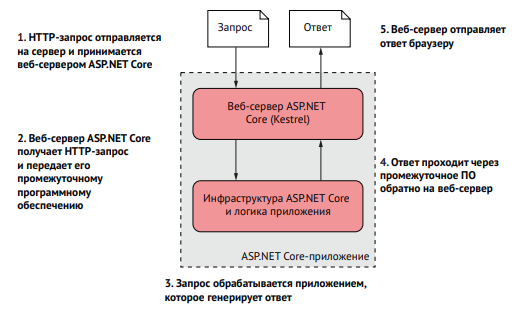 Запрос
Ответ
1. HTTP-запрос отправляется
на сервер и принимается
веб-сервером ASP.NET Core
5. Веб-сервер отправляет
ответ браузеру
Веб-сервер ASP.NET
Core (Kestrel)
2. Веб-сервер ASP.NET Core
получает HTTP-запрос
и передает его
промежуточному
программному
обеспечению
4. Ответ проходит через
промежуточное ПО
обратно на веб-сервер
Инфраструктура ASP.NET Core
и логика приложения
ASP.NET Core-приложение
3. Запрос обрабатывается приложением,
которое генерирует ответ